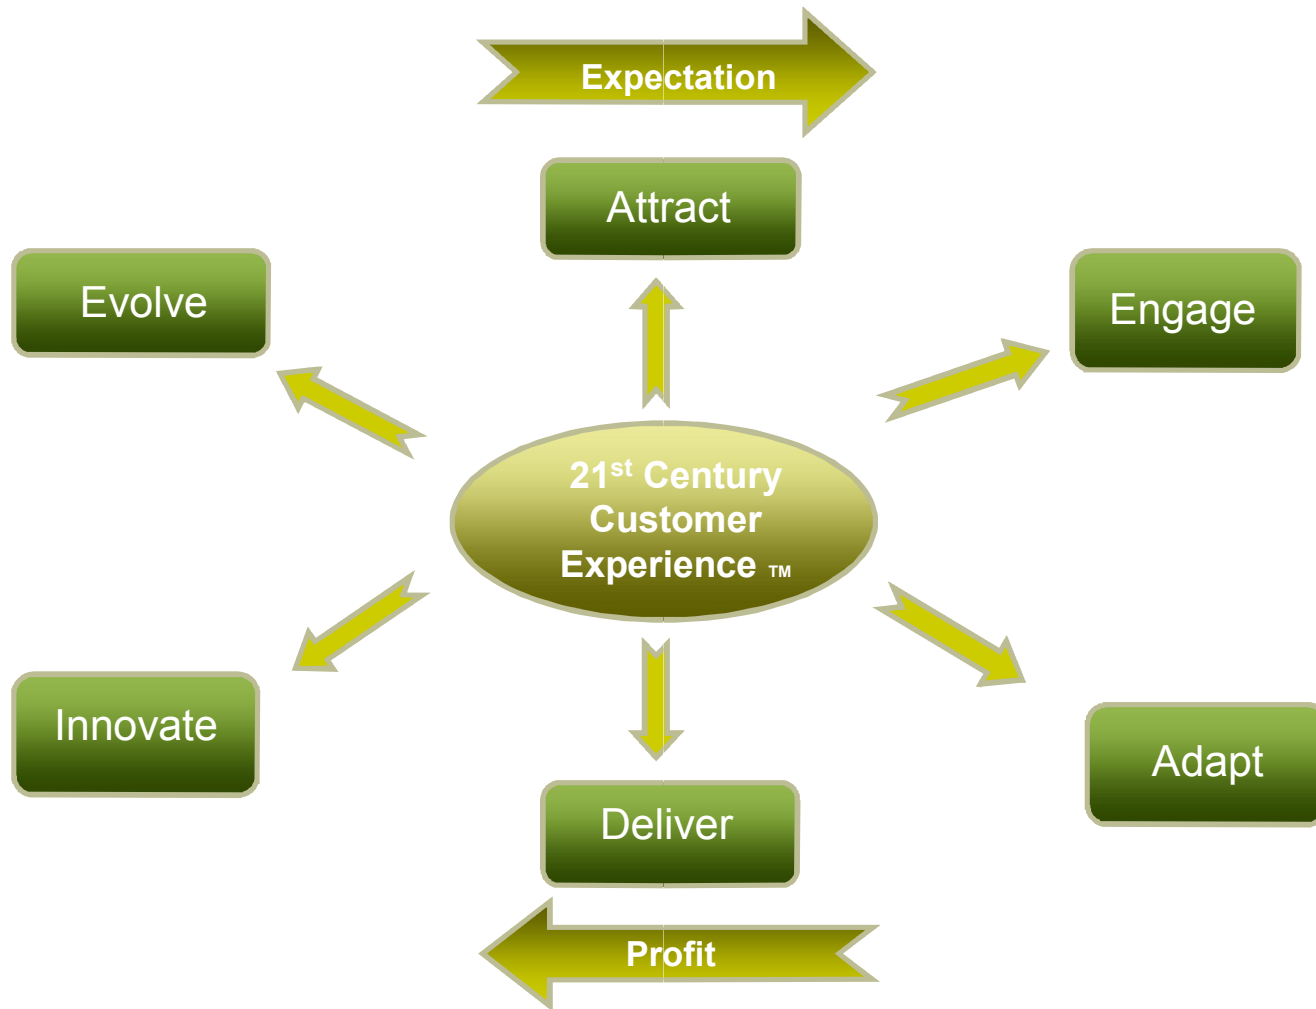 Expectation
Attract
Evolve
Engage
21st Century
Customer
Experience TM
Innovate
Adapt
Deliver
Profit